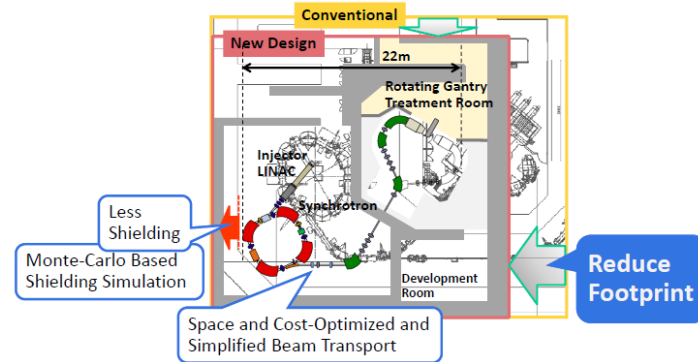 Conventional
New Design
22m
Rotating Gantry
Treatment Room
Injector
LINAC
Synchrotron
Less
Shielding
Monte-Carlo Based
Shielding Simulation
Development
Room
Reduce
Footprint
Space and Cost-Optimized and
Simplified Beam Transport